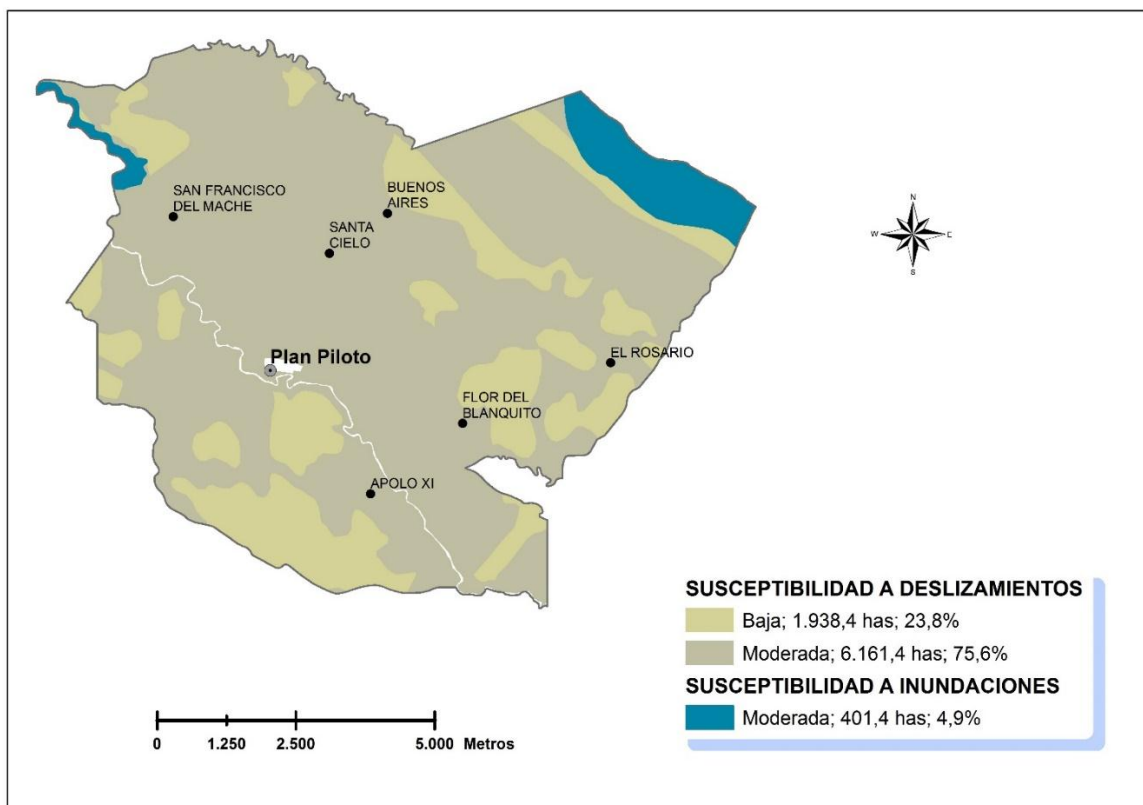 SAN FRANCISCO
DEL MACHE
BUENOS
AIRES
SANTA
CIELO
N
W
E
S
Plan Piloto
EL ROSARIO
FLOR DEL
BLANQUITO
APOLO XI
SUSCEPTIBILIDAD A DESLIZAMIENTOS
Baja; 1.938,4 has; 23,8%
Moderada; 6.161,4 has; 75,6%
SUSCEPTIBILIDAD A INUNDACIONES
Moderada; 401,4 has; 4,9%
0 1.250 2.500 5.000 Metros